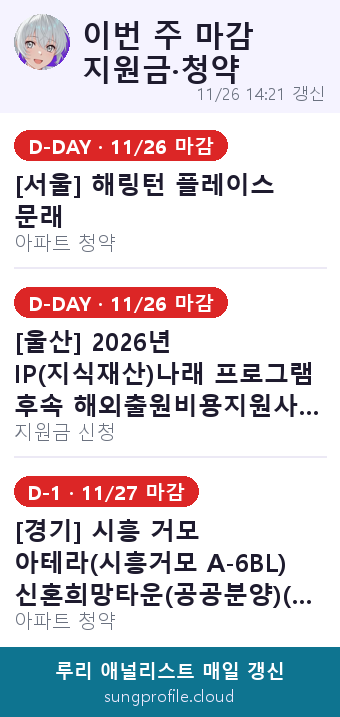 이번 주 마감
지원금·청약
11/26 14:21 갱신
D-DAY · 11/26 마감
[서울] 해링턴 플레이스
문래
아파트 청약
D-DAY · 11/26 마감
[울산] 2026년
IP(지식재산)나래 프로그램
후속 해외출원비용지원사...
지원금 신청
D-1 · 11/27 마감
[경기] 시흥 거모
아테라(시흥거모 A-6BL)
신혼희망타운(공공분양)(...
아파트 청약
루리 애널리스트 매일 갱신
sungprofile.cloud